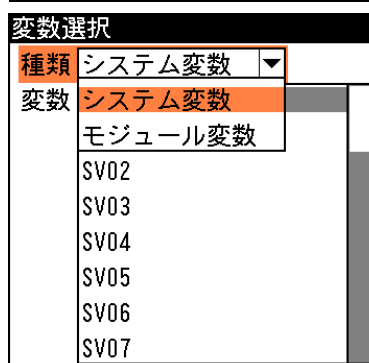 変数選択
種類 システム変数
変数 システム変数
モジュール変数
SV02
SV03
SV04
SV05
SV06
SV07